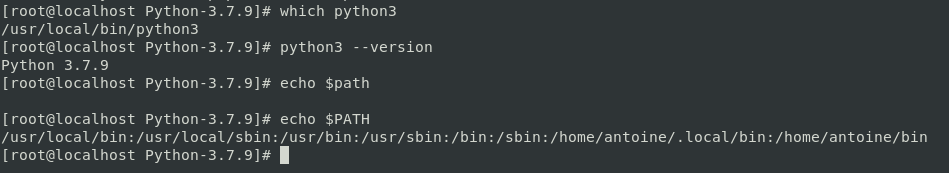 [root@localhost Python-3.7.9]# which python3
/usr/local/bin/python3
[root@localhost Python-3.7.9]# python3 --version
Python 3.7.9
[root@localhost Python-3.7.9]# echo $path
[root@localhost Python-3.7.9]# echo $PATH
/usr/local/bin:/usr/local/sbin:/usr/bin:/usr/sbin:/bin:/sbin:/home/antoine/.local/bin:/home/antoine/bin
[root@localhost Python-3.7.9]#